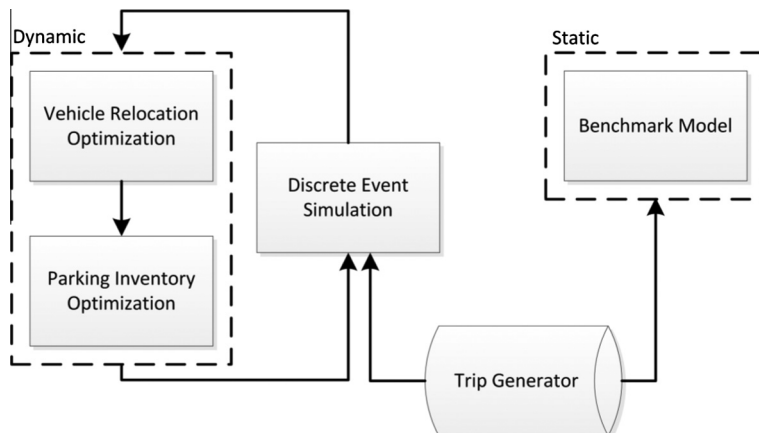 Dynamic
Vehicle Relocation
Optimization
Parking Inventory
Optimization
Discrete Event
Simulation
Static
Benchmark Model
Trip Generator